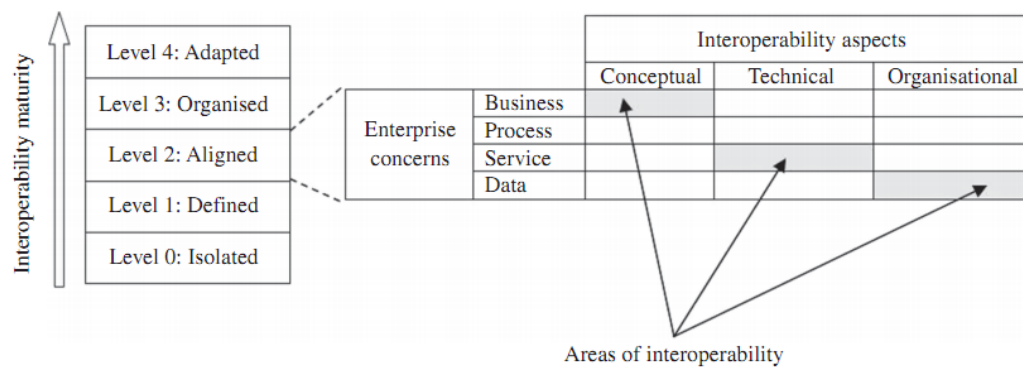 Interoperability maturity
Level 4: Adapted
Level 3: Organised
Level 2: Aligned
Level 1: Defined
Level 0: Isolated
Interoperability aspects
Conceptual Technical Organisational
Enterprise
concerns
Business
Process
Service
Data
Areas of interoperability